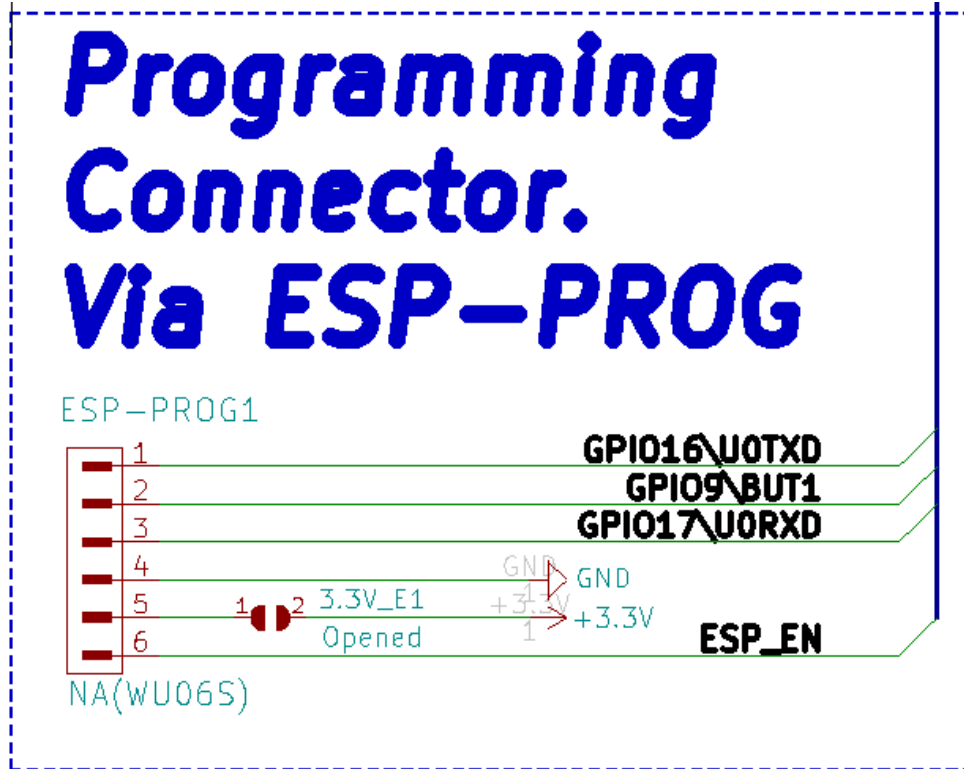 Programming
Connector.
Via ESP-PROG
ESP-PROG1
1 GPIO16\U0TXD
2 GPIO9\BUT1
3 GPIO17\U0RXD
4 GND 1 GND
5 1 2 3.3V_E1 +3.3V 1 +3.3V
Opened
6 ESP_EN
NA(WU06S)